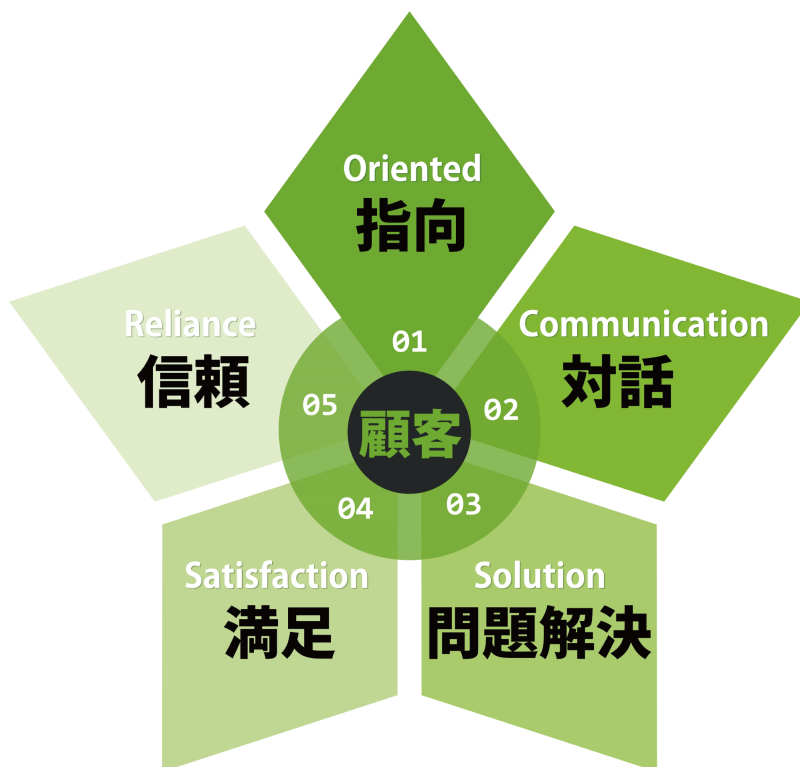 Oriented
指向
01
Communication
対話
02
Solution
問題解決
03
Satisfaction
満足
04
Reliance
信頼
05
顧客